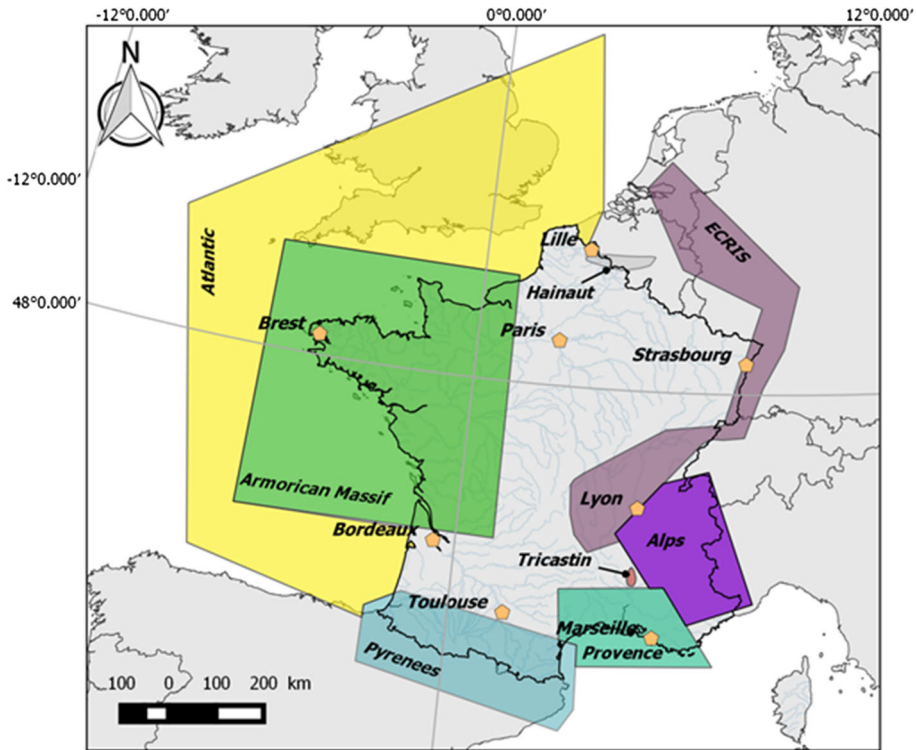 -12°0.000’
0°0.000’
12°0.000’
N
-12°0.000’
48°0.000’
Atlantic
ECRIS
Lille
Hainaut
Brest
Paris
Strasbourg
Armorican Massif
Lyon
Bordeaux
Alps
Tricastin
Toulouse
Marseille
Provence
Pyrenees
100 0 100 200 km